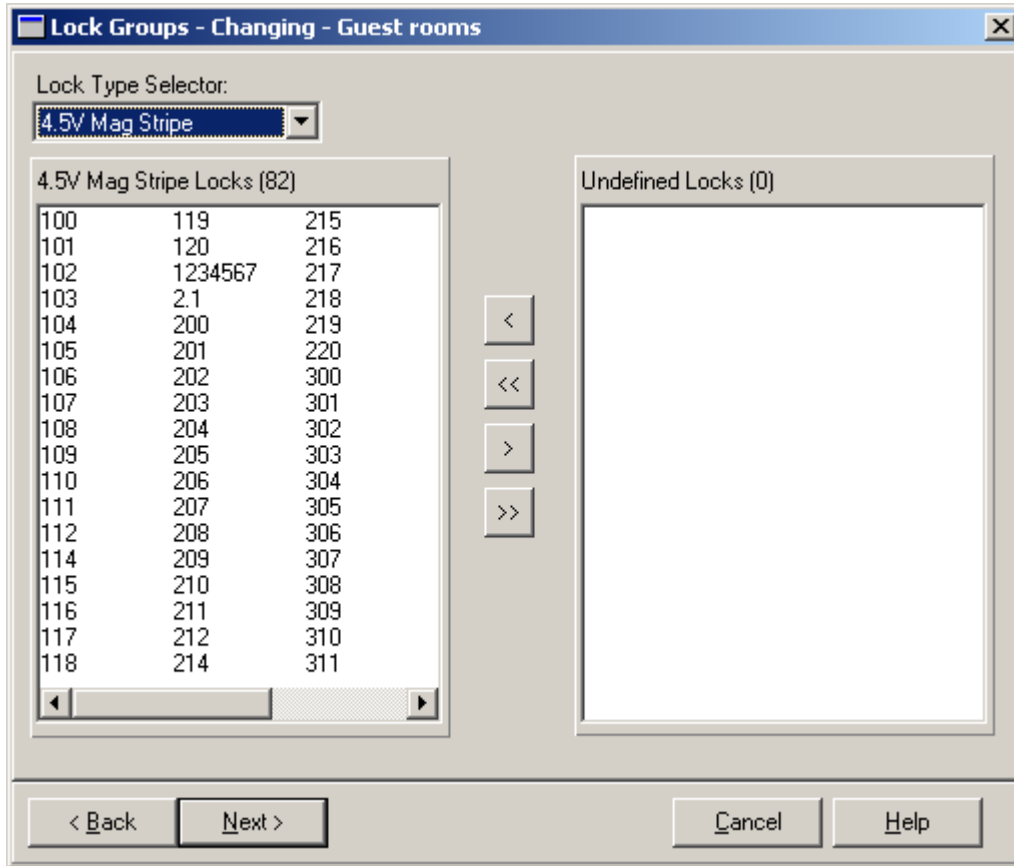 Lock Groups - Changing - Guest rooms
Lock Type Selector:
4.5V Mag Stripe
4.5V Mag Stripe Locks (82)
Undefined Locks (0)
100 119 215
101 120 216
102 1234567 217
103 2.1 218
104 200 219
105 201 220
106 202 300
107 203 301
108 204 302
109 205 303
110 206 304
111 207 305
112 208 306
114 209 307
115 210 308
116 211 309
117 212 310
118 214 311
<
<<
>
>>
< Back Next > Cancel Help